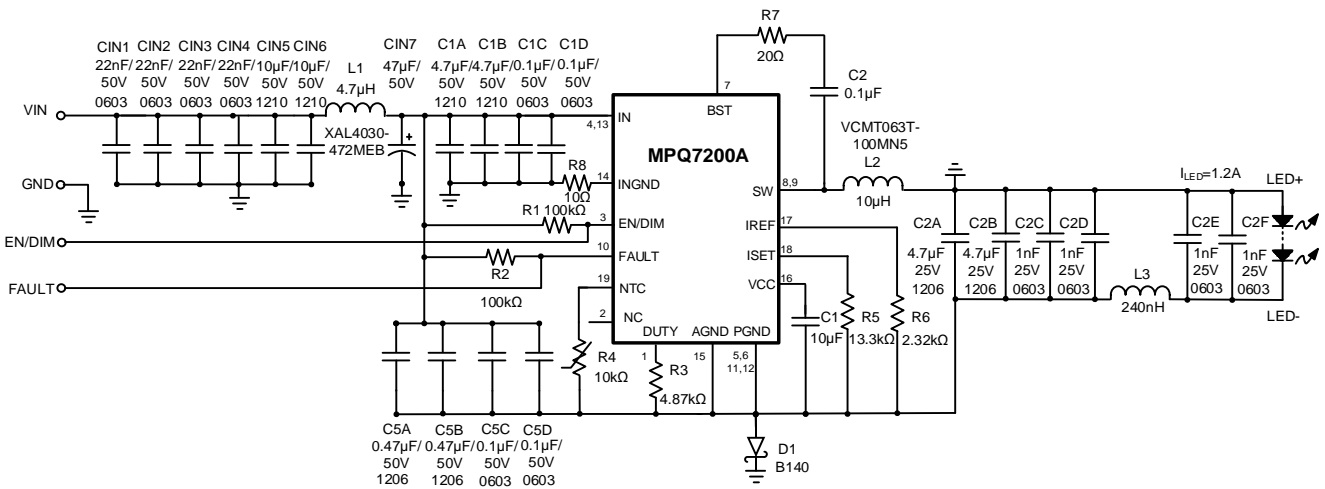 CIN1 CIN2 CIN3 CIN4 CIN5 CIN6
22nF/ 22nF/ 22nF/ 22nF/ 10µF/ 10µF/
50V 50V 50V 50V 50V 50V
0603 0603 0603 0603 1210 1210
L1
4.7µH
XAL4030-
472MEB
CIN7
47µF/
50V
+
C1A C1B C1C C1D
4.7µF/ 4.7µF/ 0.1µF/ 0.1µF/
50V 50V 50V 50V
1210 1210 0603 0603
VIN
GND
EN/DIM
FAULT
R8
10Ω
R1 100kΩ
R2
100kΩ
R7
20Ω
C2
0.1µF
7
BST
MPQ7200A
4,13 IN
14 INGND
3 EN/DIM
10 FAULT
19 NTC
2 NC
DUTY
1
AGND
15
PGND
5,6
11,12
SW 8,9
IREF 17
ISET 18
VCC 16
VCMT063T-
100MN5
L2
10µH
R4
10kΩ
R3
4.87kΩ
C1
10µF
R5
13.3kΩ
R6
2.32kΩ
C2A C2B C2C C2D
4.7µF 4.7µF 1nF 1nF
25V 25V 25V 25V
1206 1206 0603 0603
L3
240nH
ILED=1.2A
C2E C2F
1nF 1nF
25V 25V
0603 0603
LED+
LED-
C5A C5B C5C C5D
0.47µF/ 0.47µF/ 0.1µF/ 0.1µF/
50V 50V 50V 50V
1206 1206 0603 0603
D1
B140